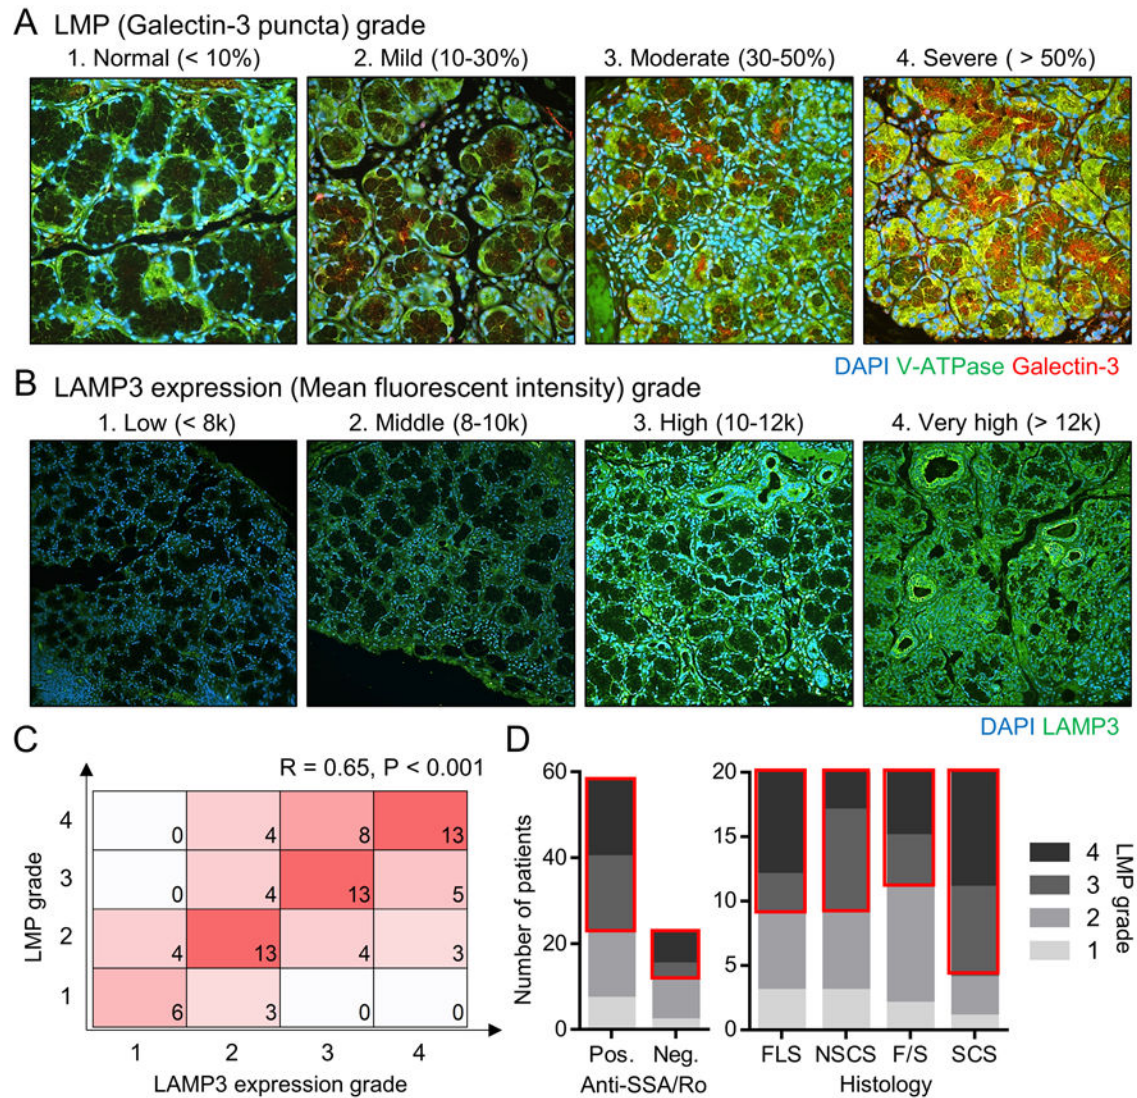 A LMP (Galectin-3 puncta) grade
1. Normal (< 10%) 2. Mild (10-30%) 3. Moderate (30-50%) 4. Severe ( > 50%)
DAPI V-ATPase Galectin-3
B LAMP3 expression (Mean fluorescent intensity) grade
1. Low (< 8k) 2. Middle (8-10k) 3. High (10-12k) 4. Very high (> 12k)
DAPI LAMP3
C
R = 0.65, P < 0.001
LMP grade
4 0 4 8 13
3 0 4 13 5
2 4 13 4 3
1 6 3 0 0
1 2 3 4
LAMP3 expression grade
D
Number of patients
60
40
20
0
Pos. Neg.
Anti-SSA/Ro
20
15
10
5
0
FLS NSCS F/S SCS
Histology
4
3
2
1
LMP grade